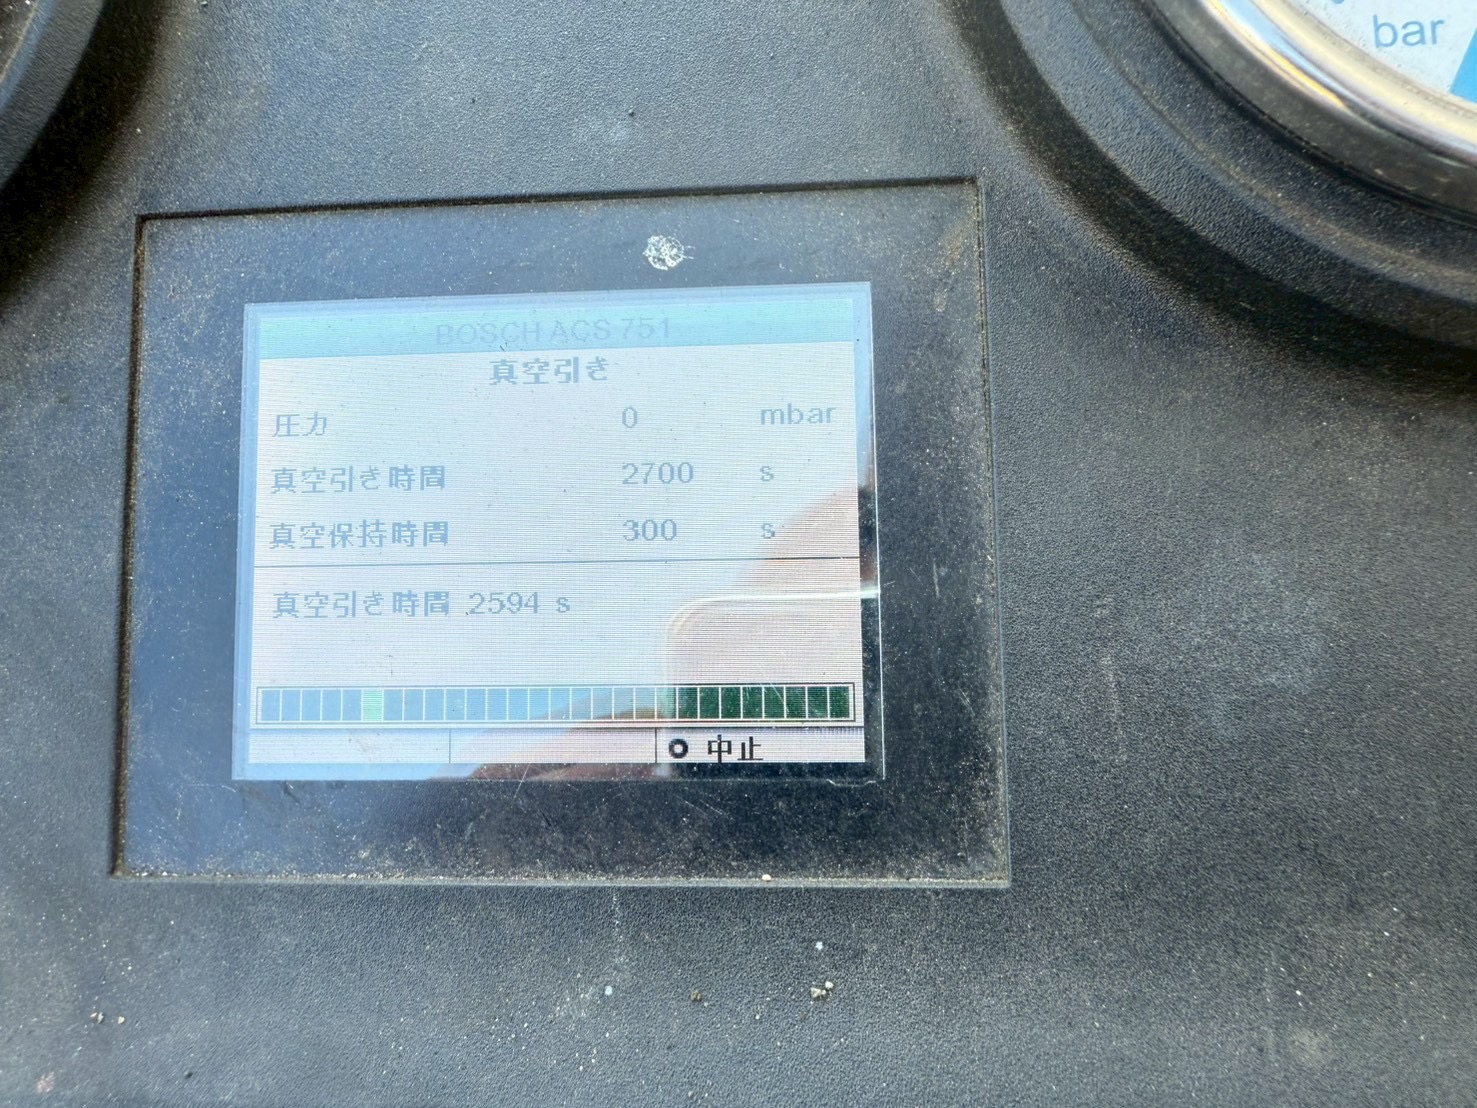 bar
BOSCH ACS 751
真空引き
圧力 0 mbar
真空引き時間 2700 s
真空保持時間 300 s
真空引き時間 2594 s
中止